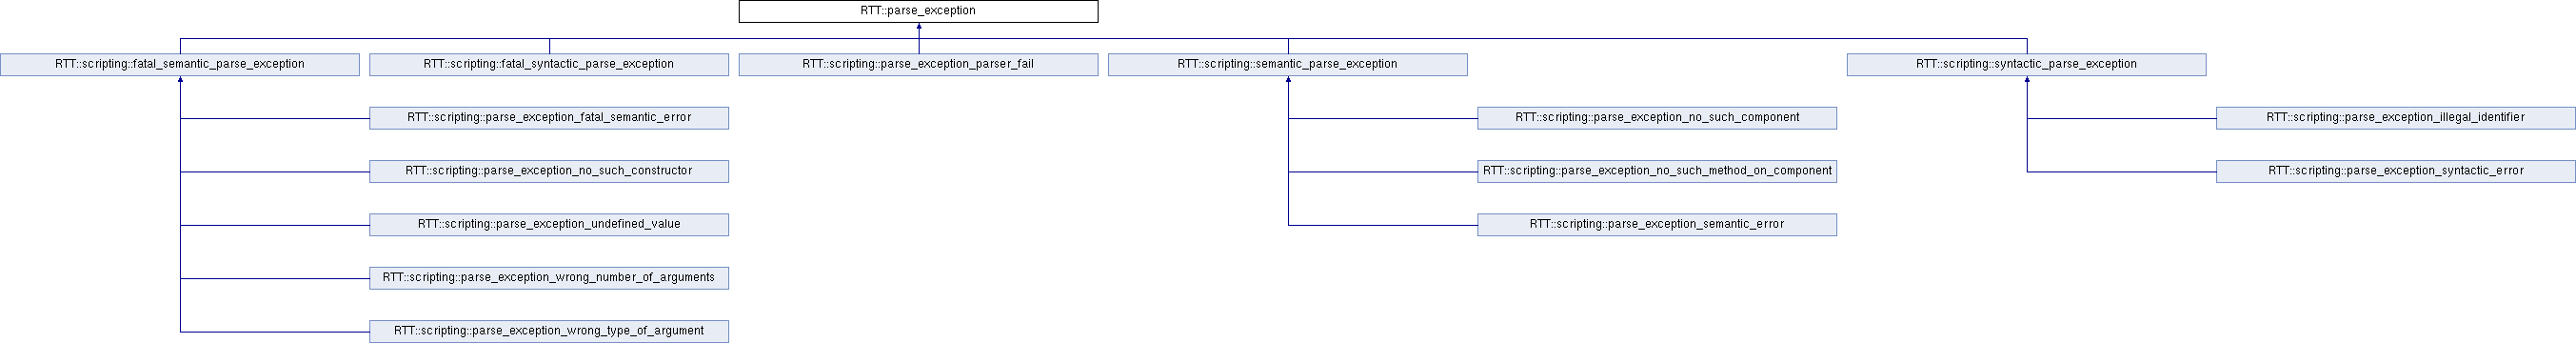 RTT::parse_exception
RTT::scripting::fatal_semantic_parse_exception
RTT::scripting::fatal_syntactic_parse_exception
RTT::scripting::parse_exception_parser_fail
RTT::scripting::semantic_parse_exception
RTT::scripting::syntactic_parse_exception
RTT::scripting::parse_exception_fatal_semantic_error
RTT::scripting::parse_exception_no_such_component
RTT::scripting::parse_exception_illegal_identifier
RTT::scripting::parse_exception_no_such_constructor
RTT::scripting::parse_exception_no_such_method_on_component
RTT::scripting::parse_exception_syntactic_error
RTT::scripting::parse_exception_undefined_value
RTT::scripting::parse_exception_semantic_error
RTT::scripting::parse_exception_wrong_number_of_arguments
RTT::scripting::parse_exception_wrong_type_of_argument